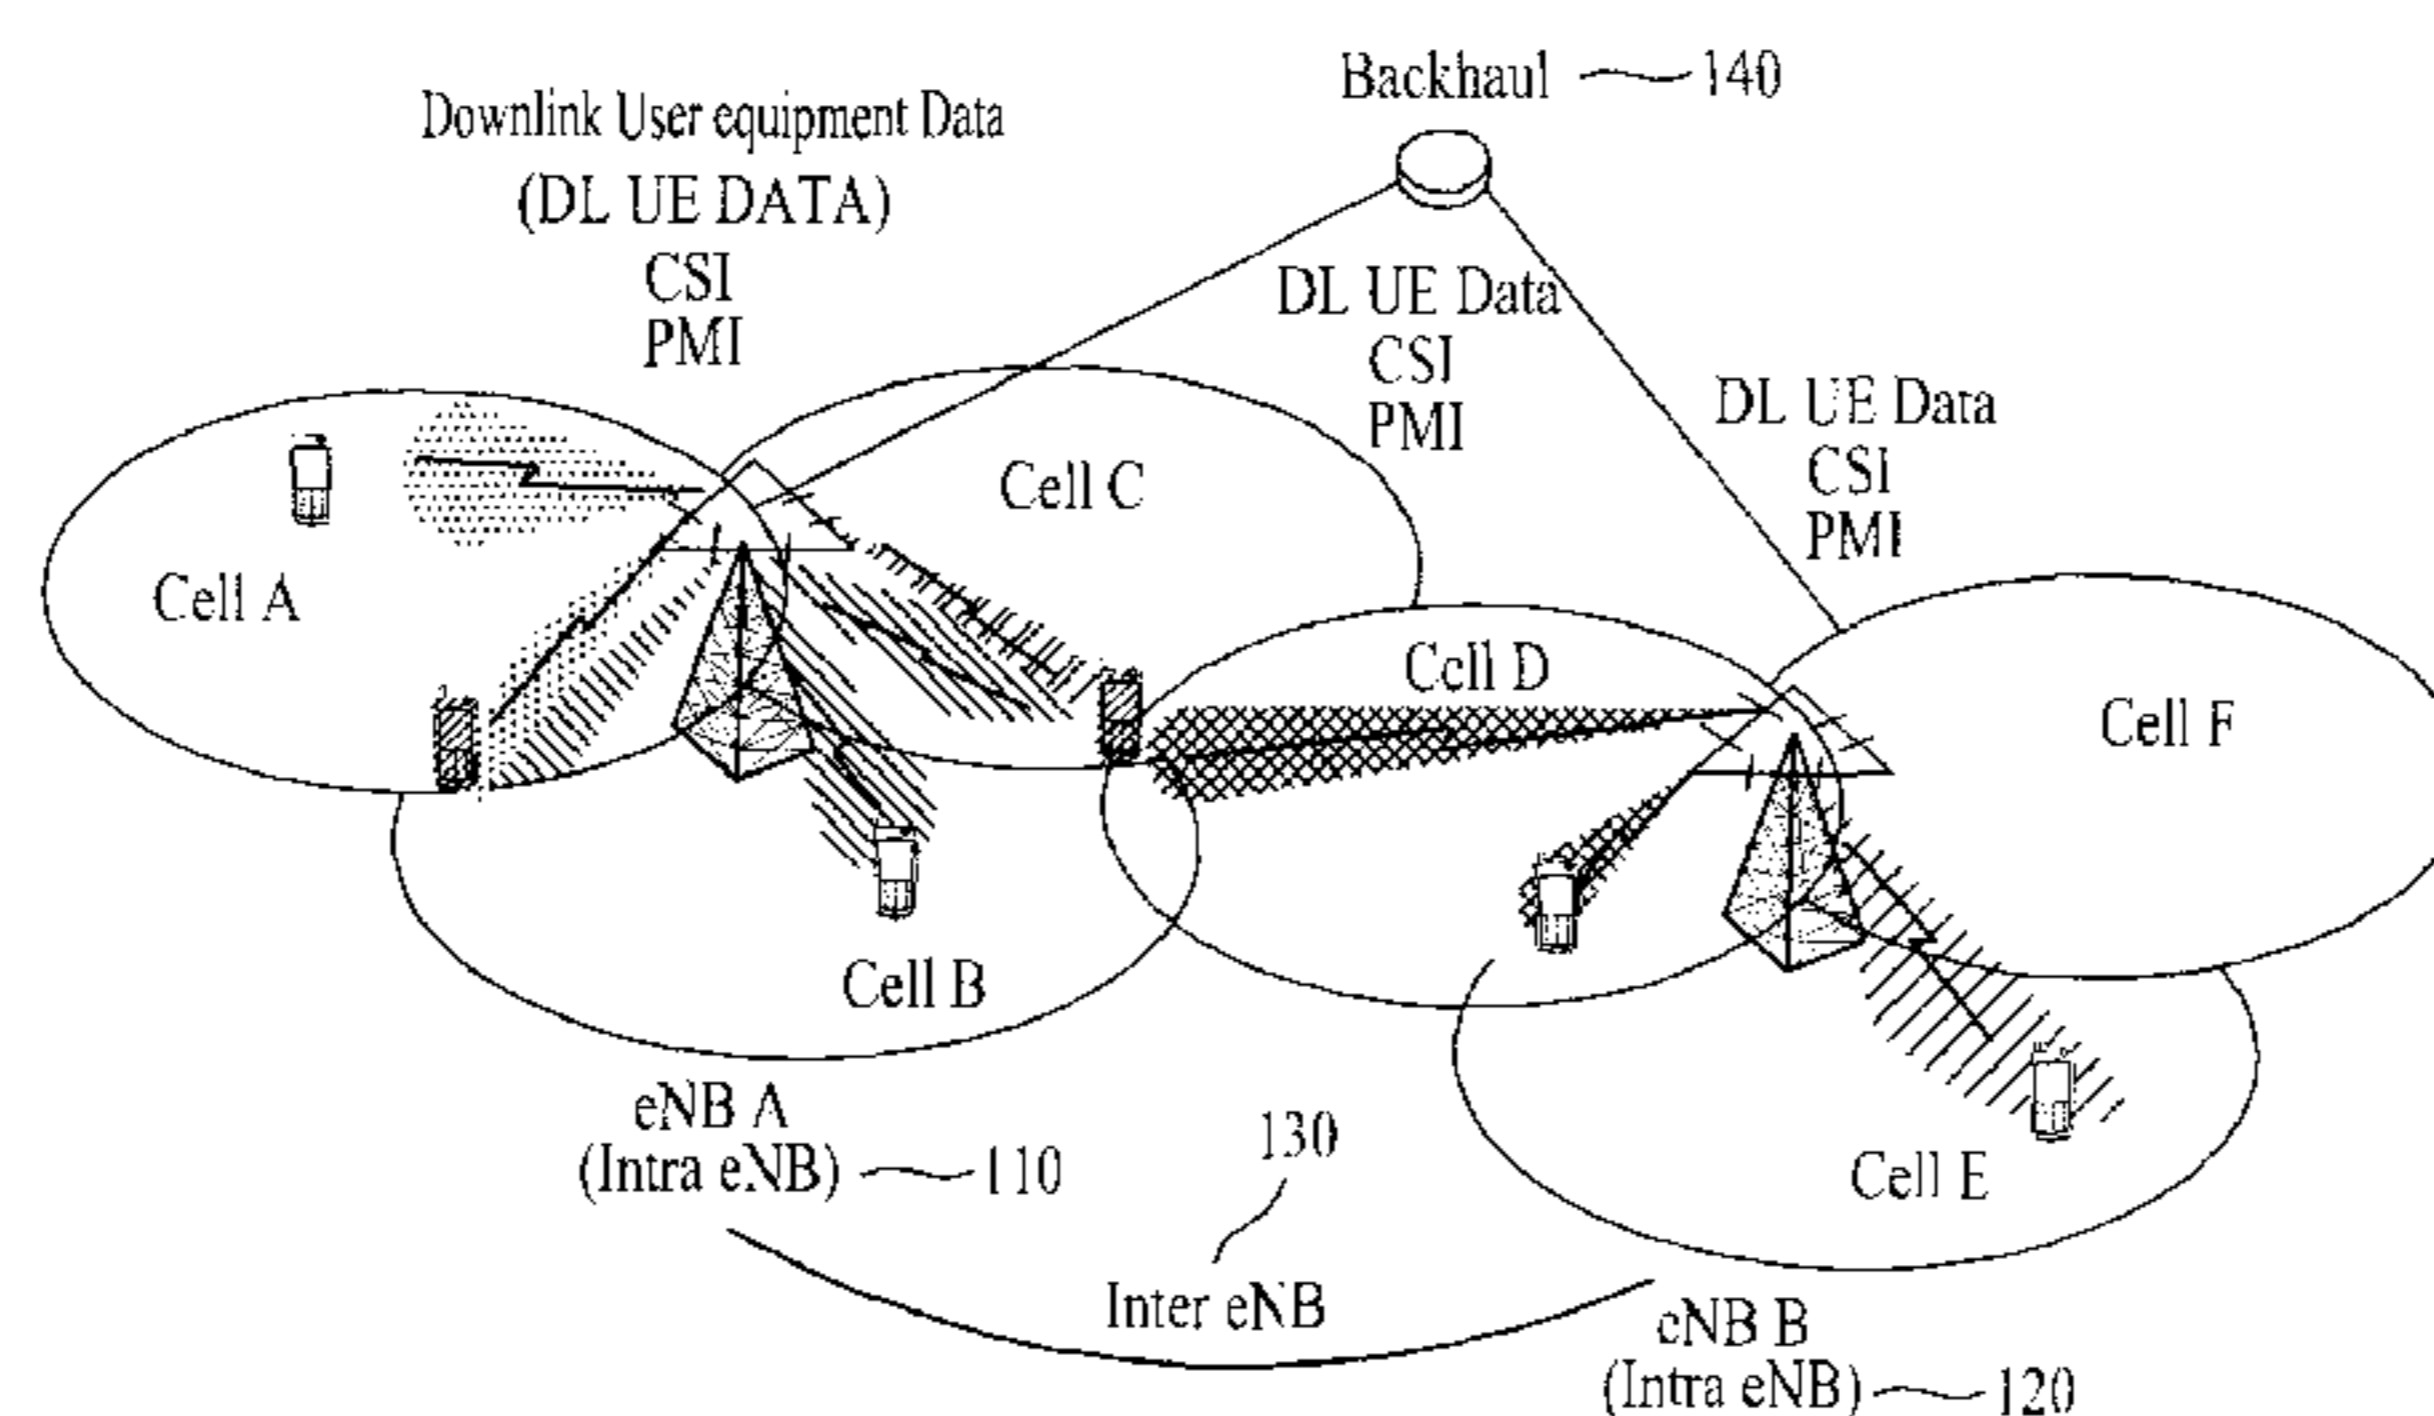 Backhaul 140
Downlink User equipment Data
(DL UE DATA)
CSI
PMI
DL UE Data
CSI
PMI
DL UE Data
CSI
PMI
Cell A
Cell C
Cell D
Cell F
Cell B
Cell E
eNB A
(Intra eNB) 110
130
Inter eNB
eNB B
(Intra eNB) 120